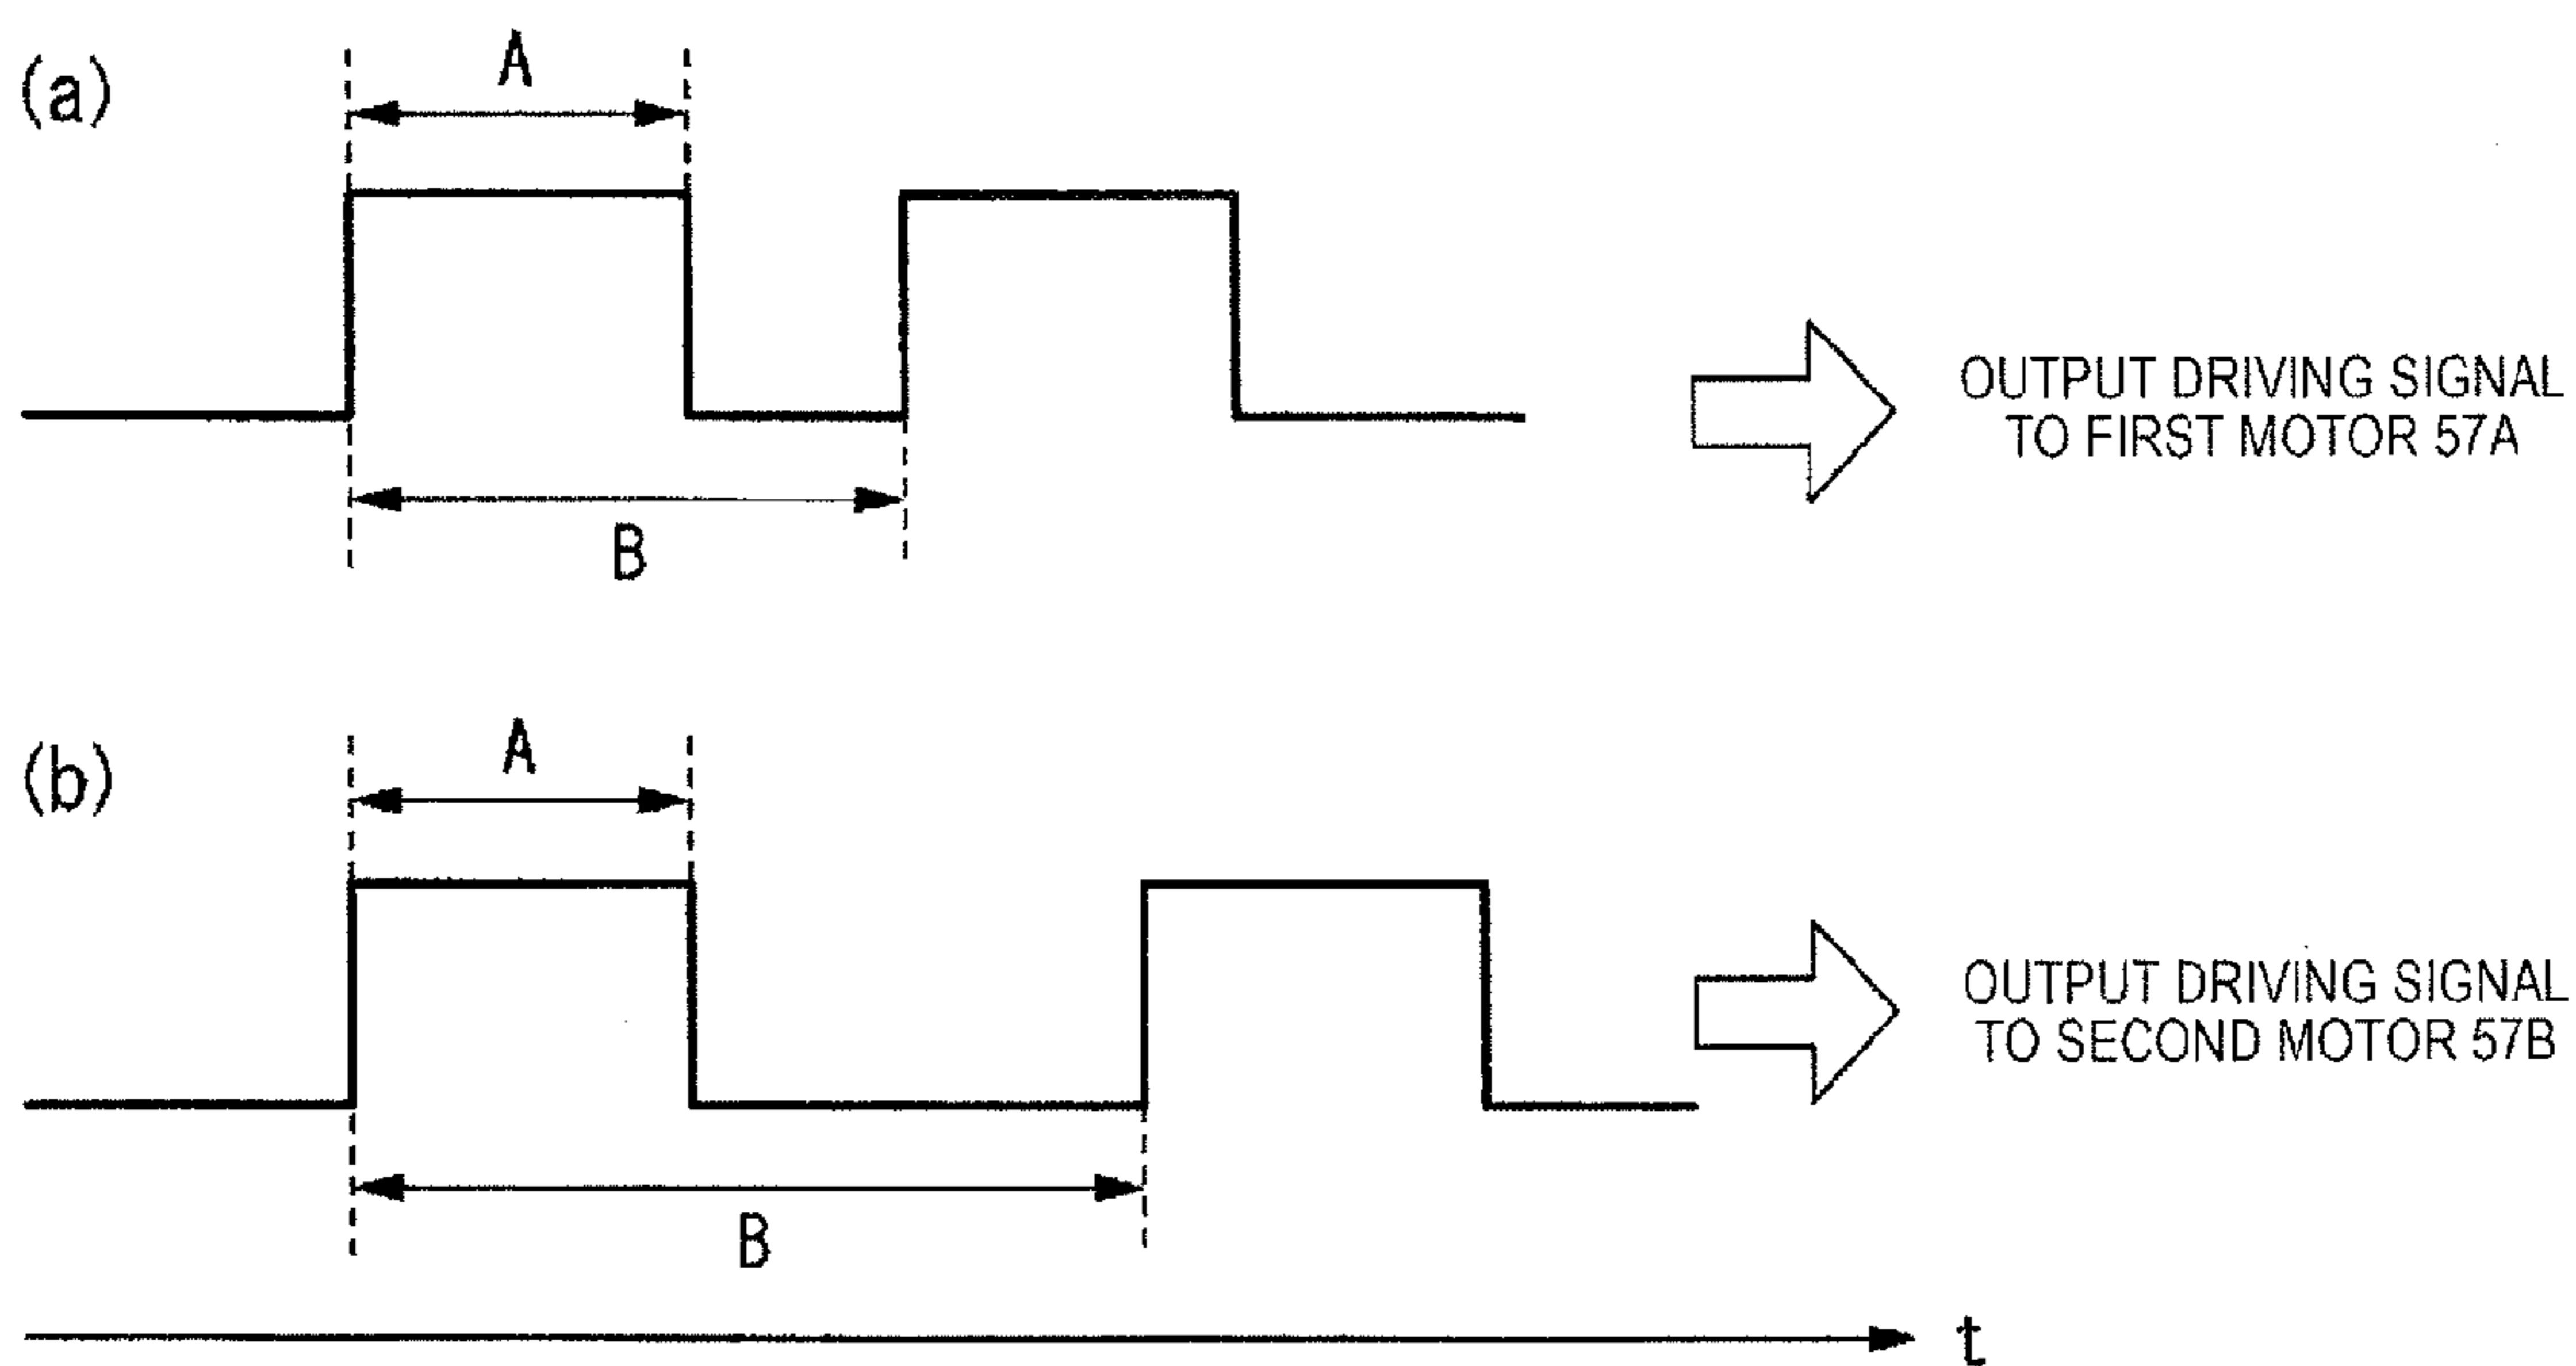 (a)
A
OUTPUT DRIVING SIGNAL
TO FIRST MOTOR 57A
B
(b)
A
OUTPUT DRIVING SIGNAL
TO SECOND MOTOR 57B
B
t